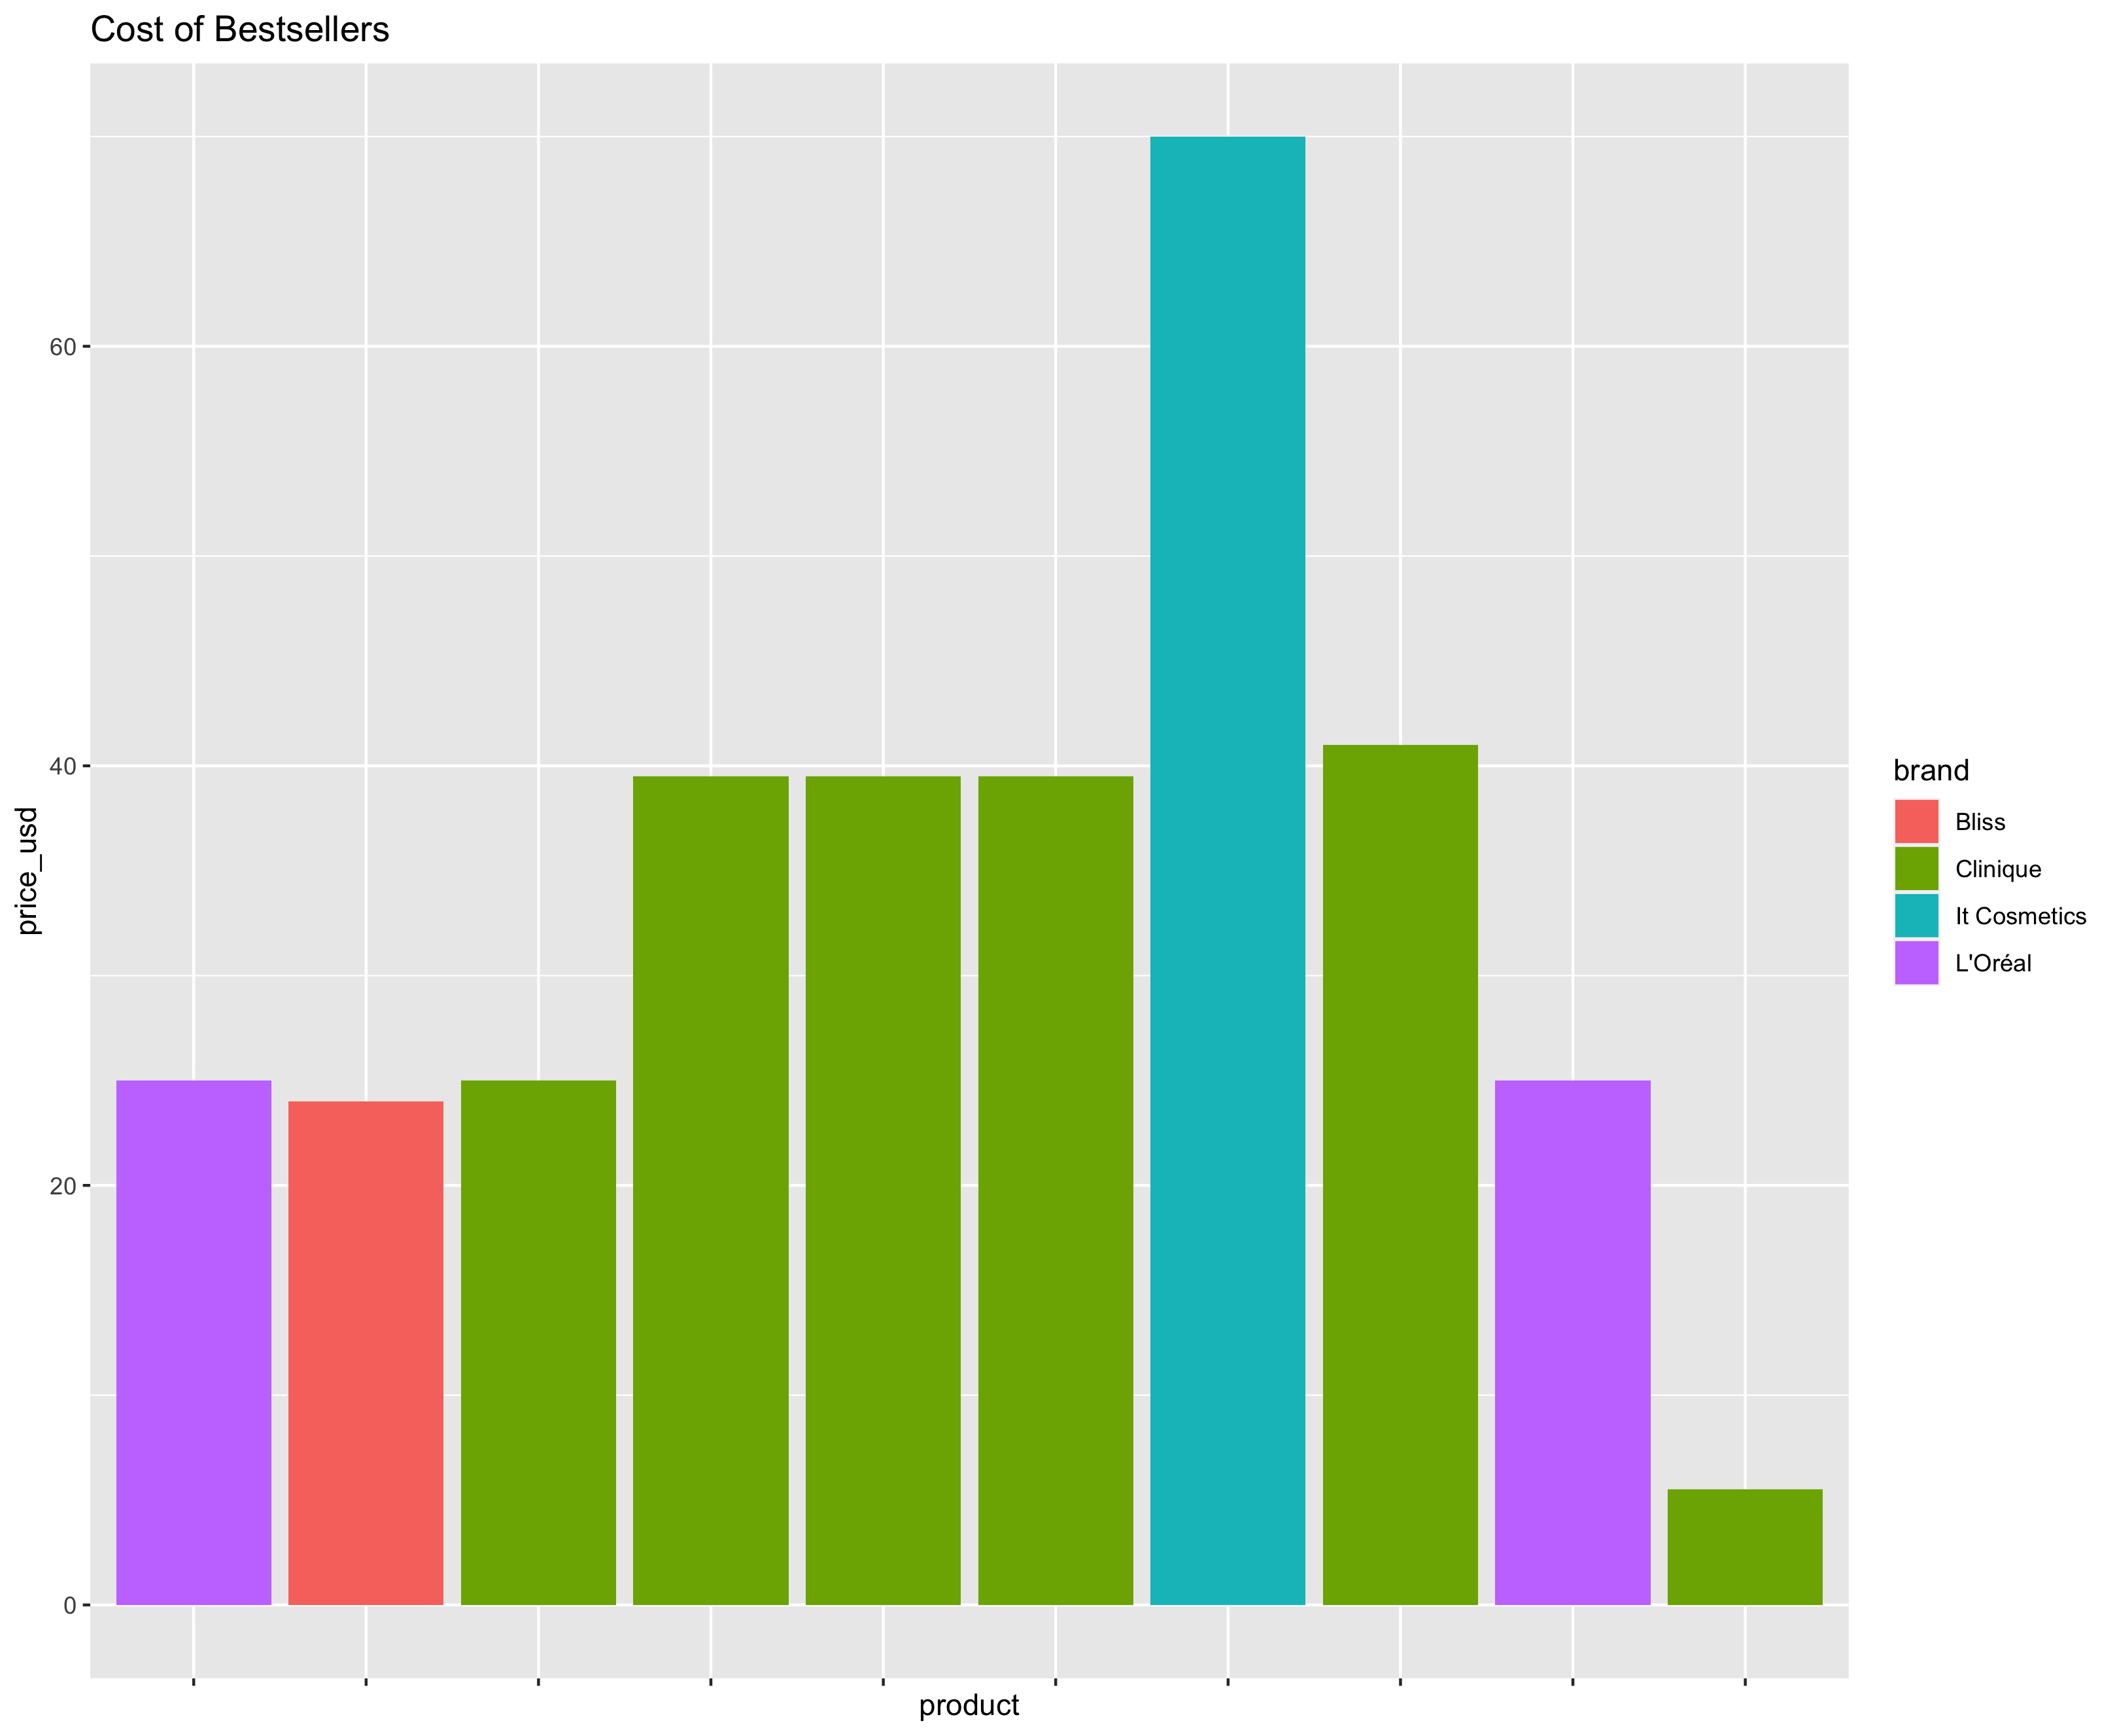 Cost of Bestsellers
60
40
20
0
price_usd
product
brand
Bliss
Clinique
It Cosmetics
L'Oréal